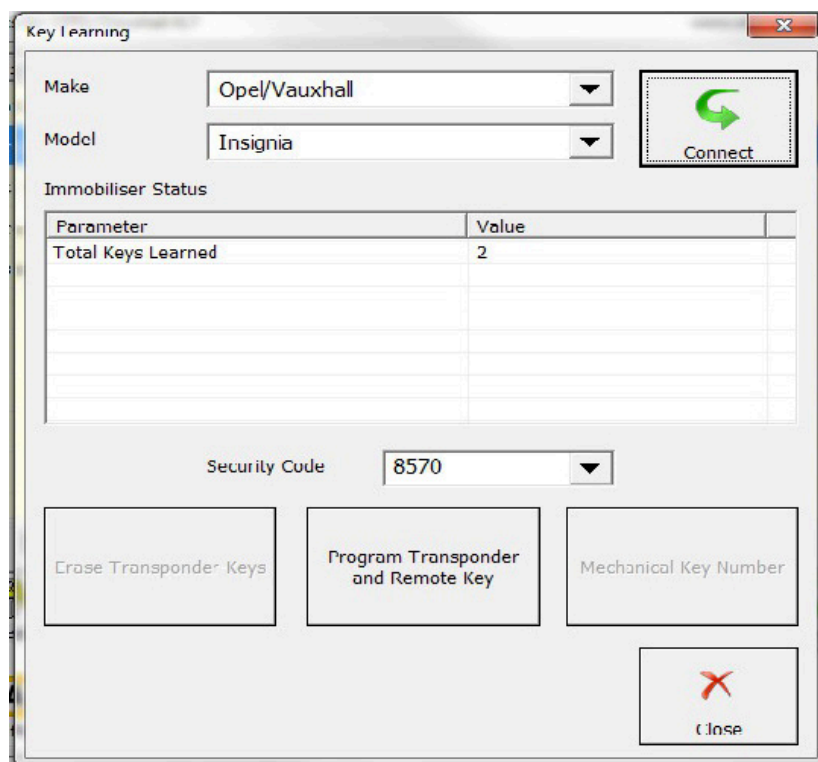 Key Learning
Make
Opel/Vauxhall
Model
Insignia
Connect
Immobiliser Status
Parameter Value
Total Keys Learned 2
Security Code 8570
Erase Transponder Keys
Program Transponder
and Remote Key
Mechanical Key Number
Close